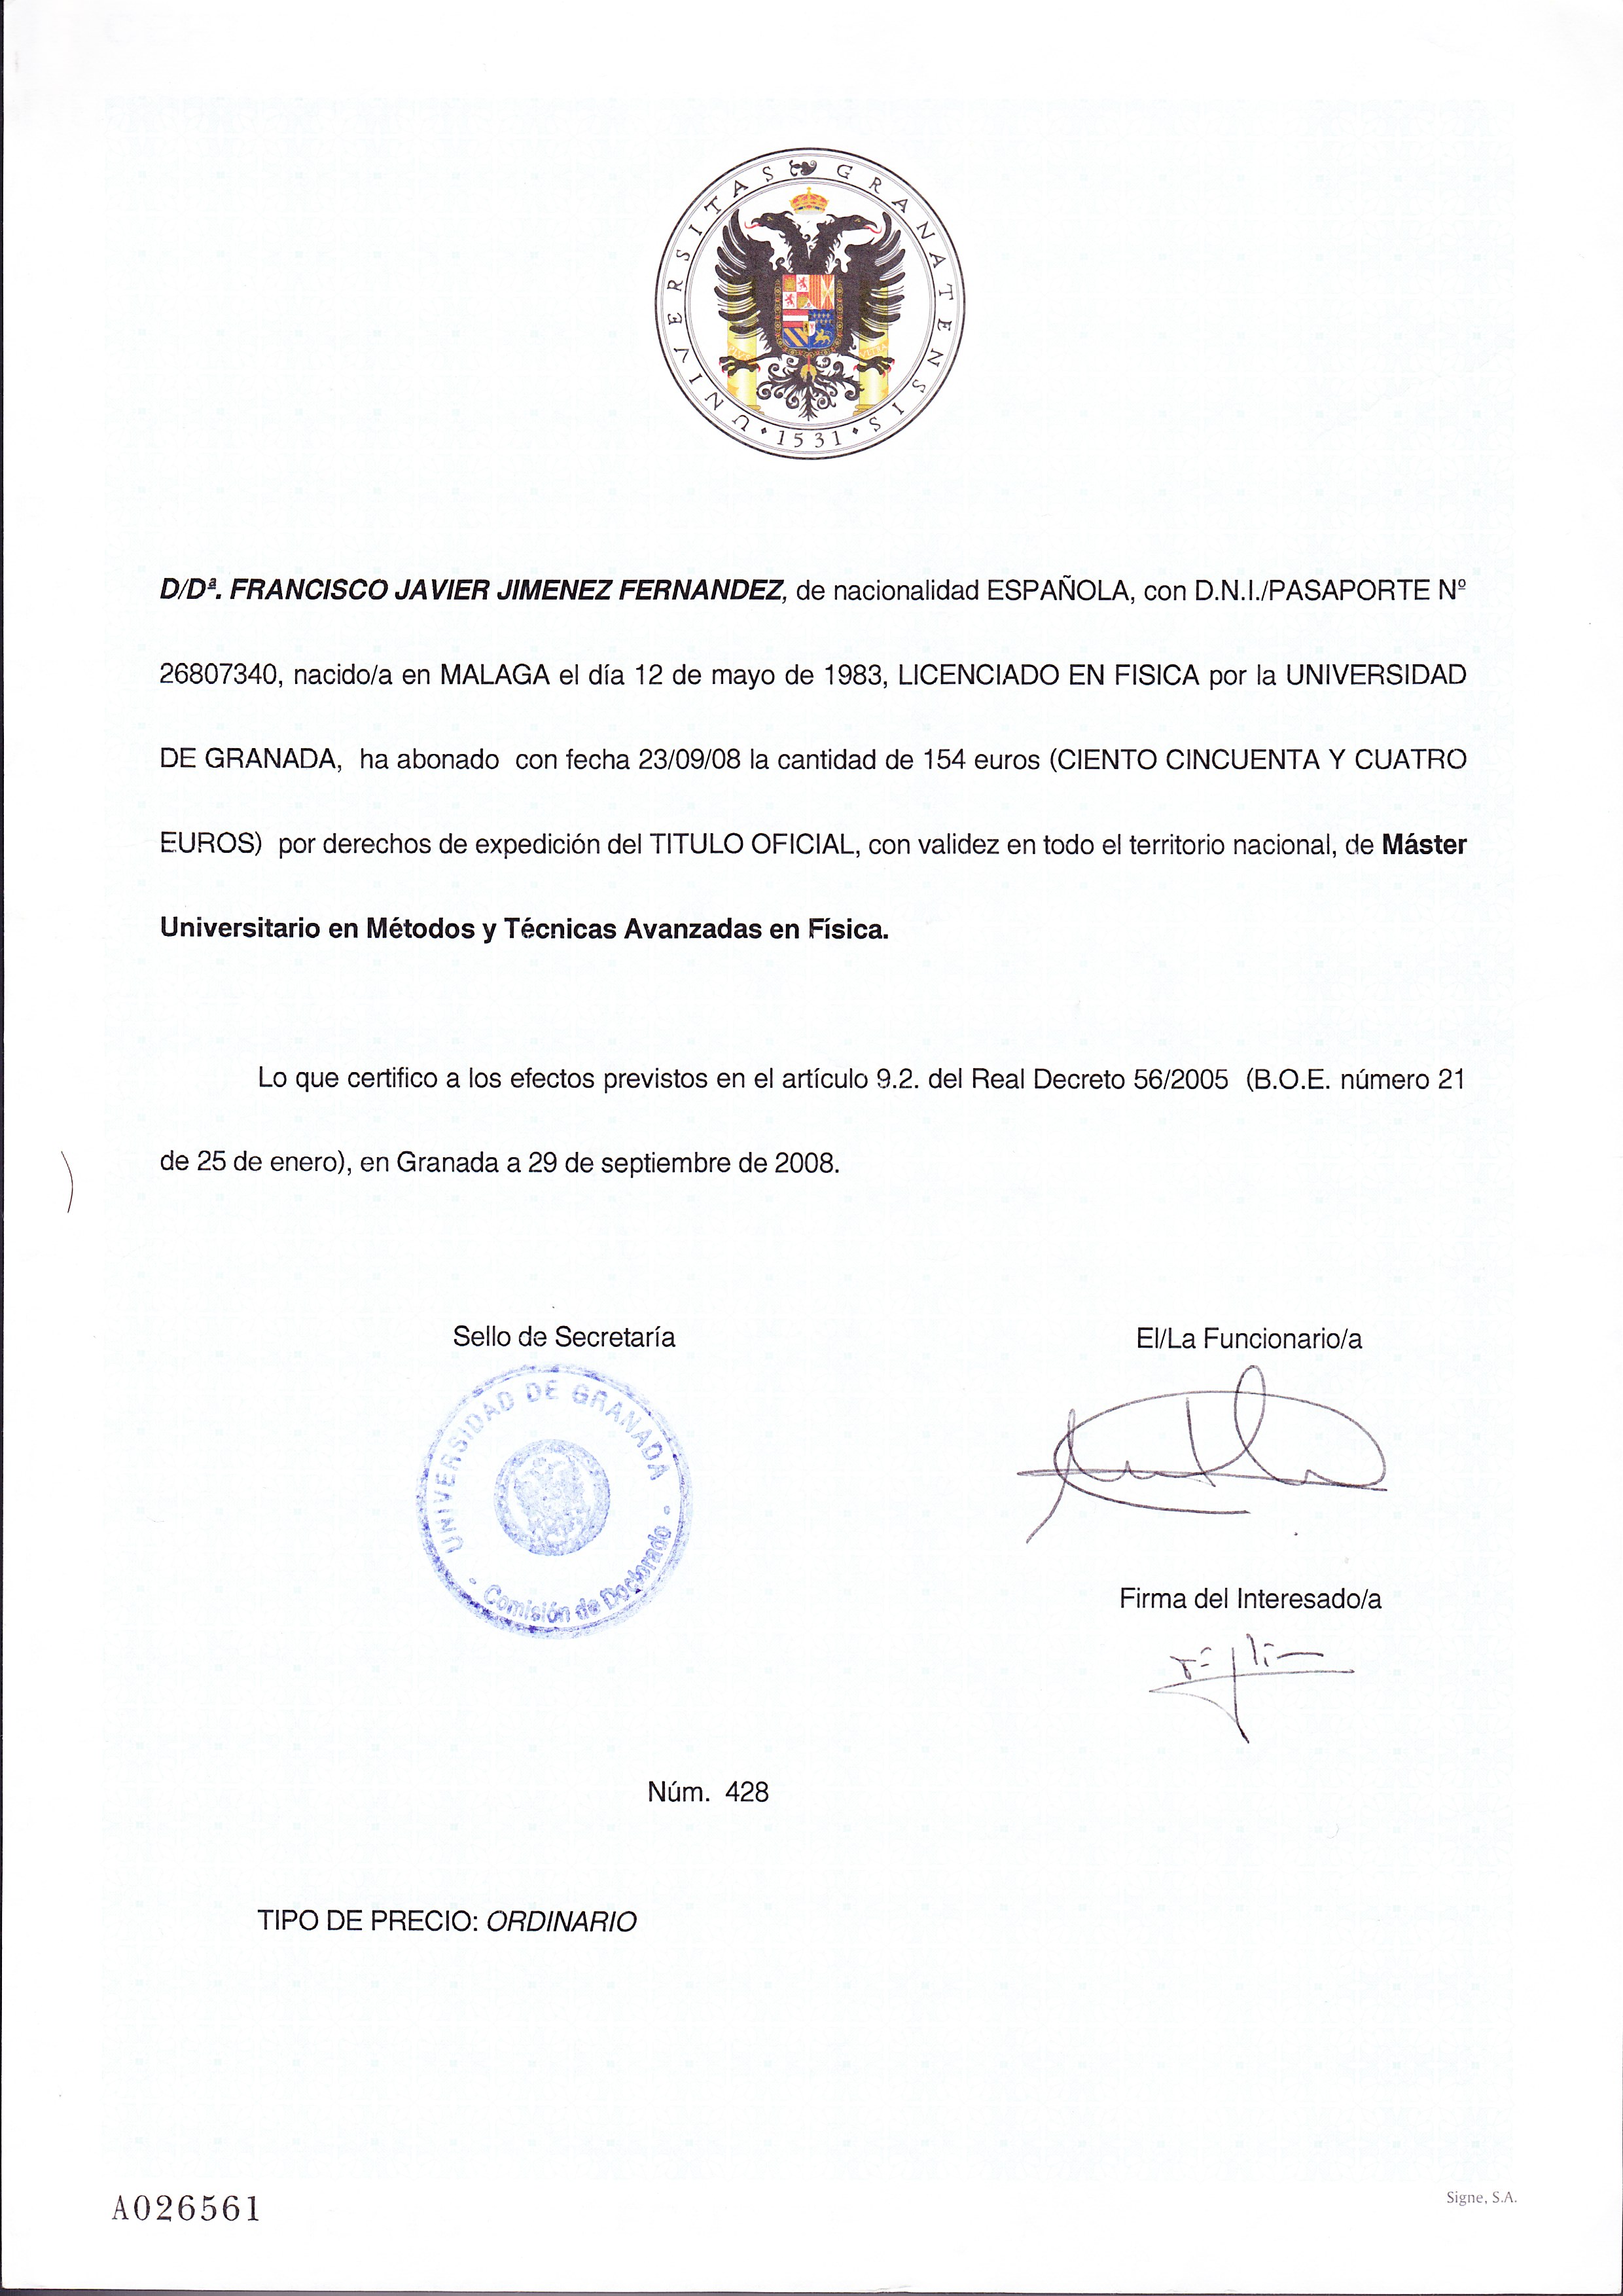 UNIVERSITAS GRANATENSIS
1531
D/Dª. FRANCISCO JAVIER JIMENEZ FERNANDEZ, de nacionalidad ESPAÑOLA, con D.N.I./PASAPORTE Nº
26807340, nacido/a en MALAGA el día 12 de mayo de 1983, LICENCIADO EN FISICA por la UNIVERSIDAD
DE GRANADA, ha abonado con fecha 23/09/08 la cantidad de 154 euros (CIENTO CINCUENTA Y CUATRO
EUROS) por derechos de expedición del TITULO OFICIAL, con validez en todo el territorio nacional, de Máster
Universitario en Métodos y Técnicas Avanzadas en Física.
Lo que certifico a los efectos previstos en el artículo 9.2. del Real Decreto 56/2005 (B.O.E. número 21
de 25 de enero), en Granada a 29 de septiembre de 2008.
Sello de Secretaría
El/La Funcionario/a
UNIVERSIDAD DE GRANADA
- Comisión de Doctorado -
Firma del Interesado/a
Núm. 428
TIPO DE PRECIO: ORDINARIO
A026561
Signe, S.A.